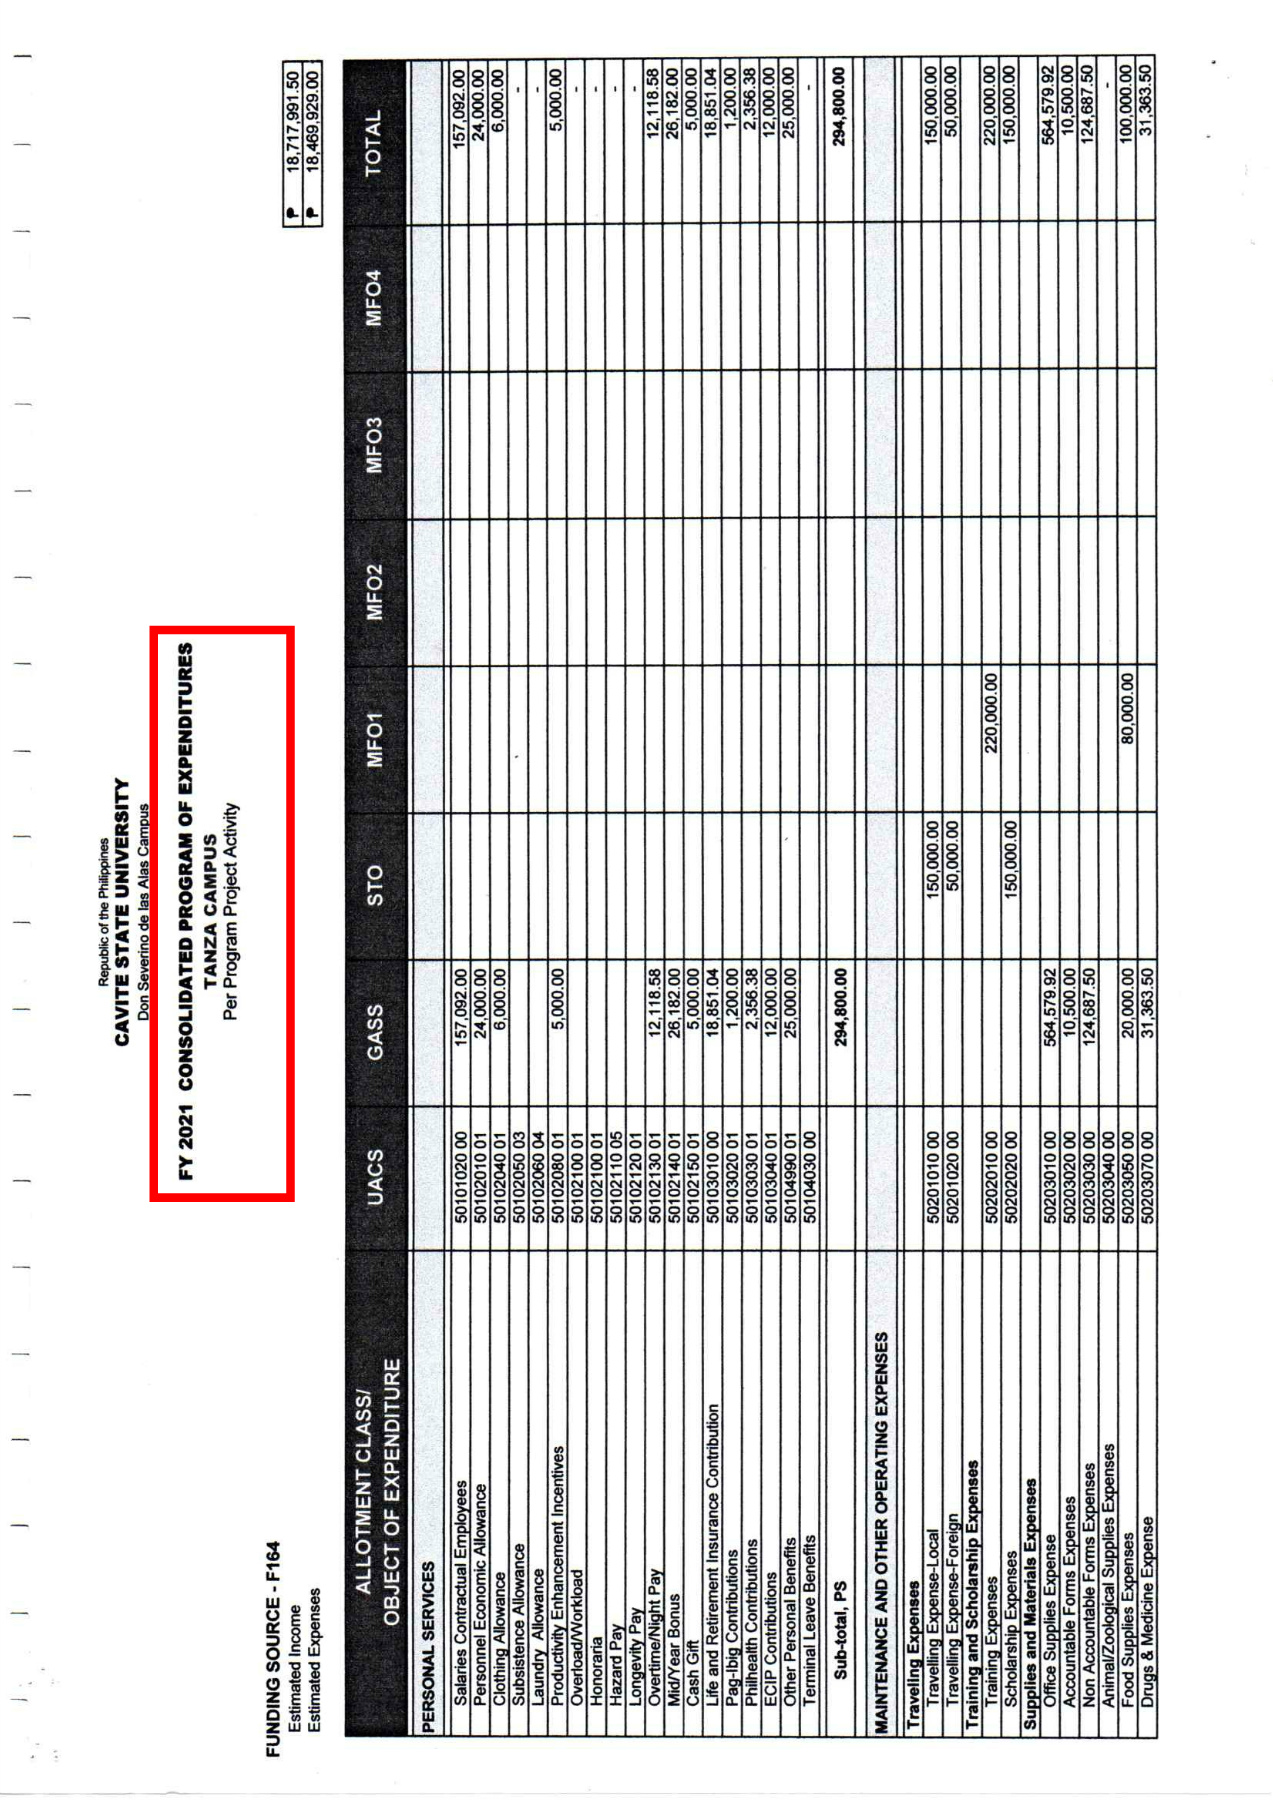 Republic of the Philippines
CAVITE STATE UNIVERSITY
Don Severino de las Alas Campus
FY 2021 CONSOLIDATED PROGRAM OF EXPENDITURES
TANZA CAMPUS
Per Program Project Activity
FUNDING SOURCE - F164
Estimated Income ₱ 18,717,991.50
Estimated Expenses ₱ 18,469,929.00
ALLOTMENT CLASS/ OBJECT OF EXPENDITURE UACS GASS STO MFO1 MFO2 MFO3 MFO4 TOTAL
PERSONAL SERVICES
Salaries Contractual Employees 50101020 00 157,092.00 157,092.00
Personnel Economic Allowance 50102010 01 24,000.00 24,000.00
Clothing Allowance 50102040 01 6,000.00 6,000.00
Subsistence Allowance 50102050 03 -
Laundry Allowance 50102060 04 -
Productivity Enhancement Incentives 50102080 01 5,000.00 5,000.00
Overload/Workload 50102100 01 -
Honoraria 50102100 01 -
Hazard Pay 50102110 05 -
Longevity Pay 50102120 01 -
Overtime/Night Pay 50102130 01 12,118.58 12,118.58
Mid/Year Bonus 50102140 01 26,182.00 26,182.00
Cash Gift 50102150 01 5,000.00 5,000.00
Life and Retirement Insurance Contribution 50103010 00 18,851.04 18,851.04
Pag-Ibig Contributions 50103020 01 1,200.00 1,200.00
Philhealth Contributions 50103030 01 2,356.38 2,356.38
ECIP Contributions 50103040 01 12,000.00 12,000.00
Other Personal Benefits 50104990 01 25,000.00 25,000.00
Terminal Leave Benefits 50104030 00 -
Sub-total, PS 294,800.00 294,800.00
MAINTENANCE AND OTHER OPERATING EXPENSES
Traveling Expenses
Travelling Expense-Local 50201010 00 150,000.00 150,000.00
Travelling Expense-Foreign 50201020 00 50,000.00 50,000.00
Training and Scholarship Expenses
Training Expenses 50202010 00 220,000.00 220,000.00
Scholarship Expenses 50202020 00 150,000.00 150,000.00
Supplies and Materials Expenses
Office Supplies Expense 50203010 00 564,579.92 564,579.92
Accountable Forms Expenses 50203020 00 10,500.00 10,500.00
Non Accountable Forms Expenses 50203030 00 124,687.50 124,687.50
Animal/Zoological Supplies Expenses 50203040 00 -
Food Supplies Expenses 50203050 00 20,000.00 80,000.00 100,000.00
Drugs & Medicine Expense 50203070 00 31,363.50 31,363.50